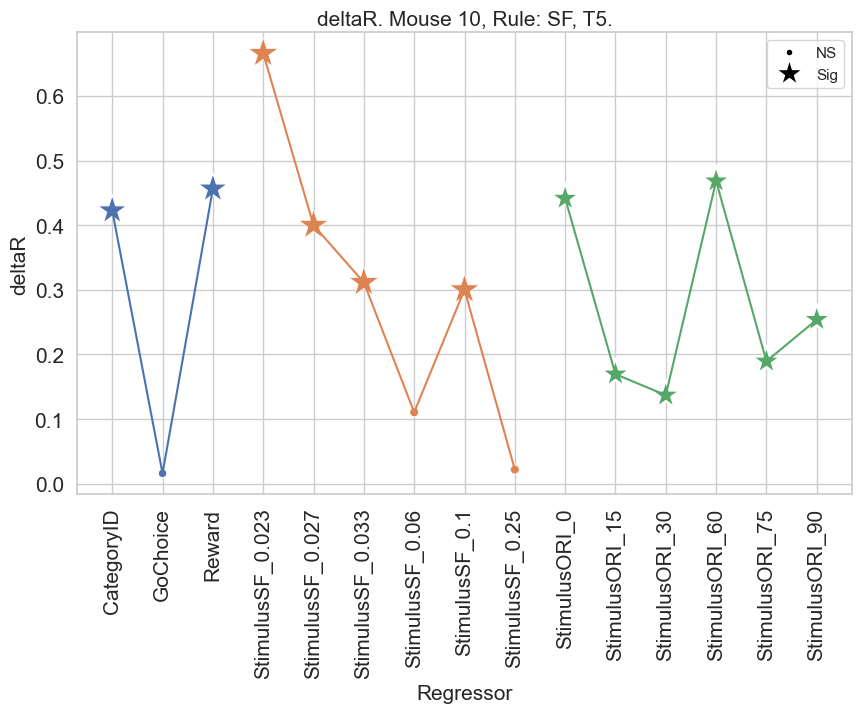 deltaR. Mouse 10, Rule: SF, T5.
NS
Sig
deltaR
0.6
0.5
0.4
0.3
0.2
0.1
0.0
CategoryID
GoChoice
Reward
StimulusSF_0.023
StimulusSF_0.027
StimulusSF_0.033
StimulusSF_0.06
StimulusSF_0.1
StimulusSF_0.25
StimulusORI_0
StimulusORI_15
StimulusORI_30
StimulusORI_60
StimulusORI_75
StimulusORI_90
Regressor